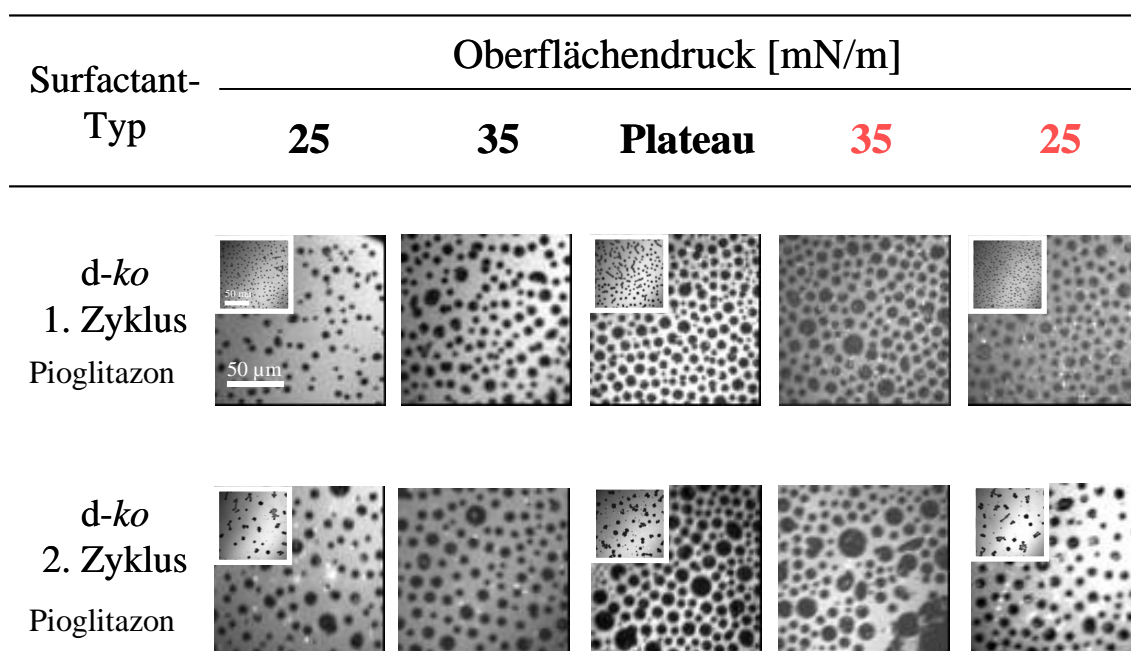 Oberflächendruck [mN/m]
Surfactant-
Typ
25 35 Plateau 35 25
d-ko
1. Zyklus
Pioglitazon
50 µm
d-ko
2. Zyklus
Pioglitazon